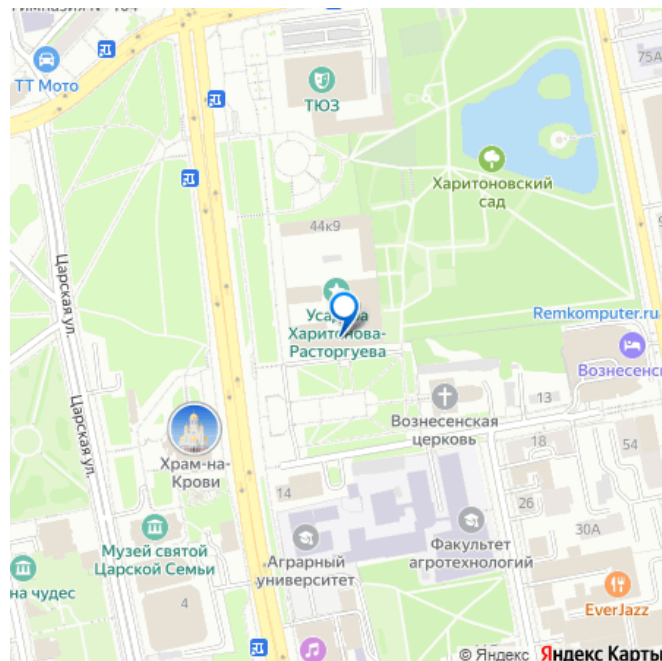 ТТ Мото
ТЮЗ
75А
Харитоновский
сад
44к9
Царская ул.
Усадьба
Харитонова-
Расторгуева
Remkomputer.ru
Царская ул.
Вознесенская
церковь
13
18
54
Храм-на-
Крови
14
26
30А
Музей святой
Царской Семьи
Аграрный
университет
Факультет
агротехнологий
на чудес
4
EverJazz
© Яндекс Яндекс Карты